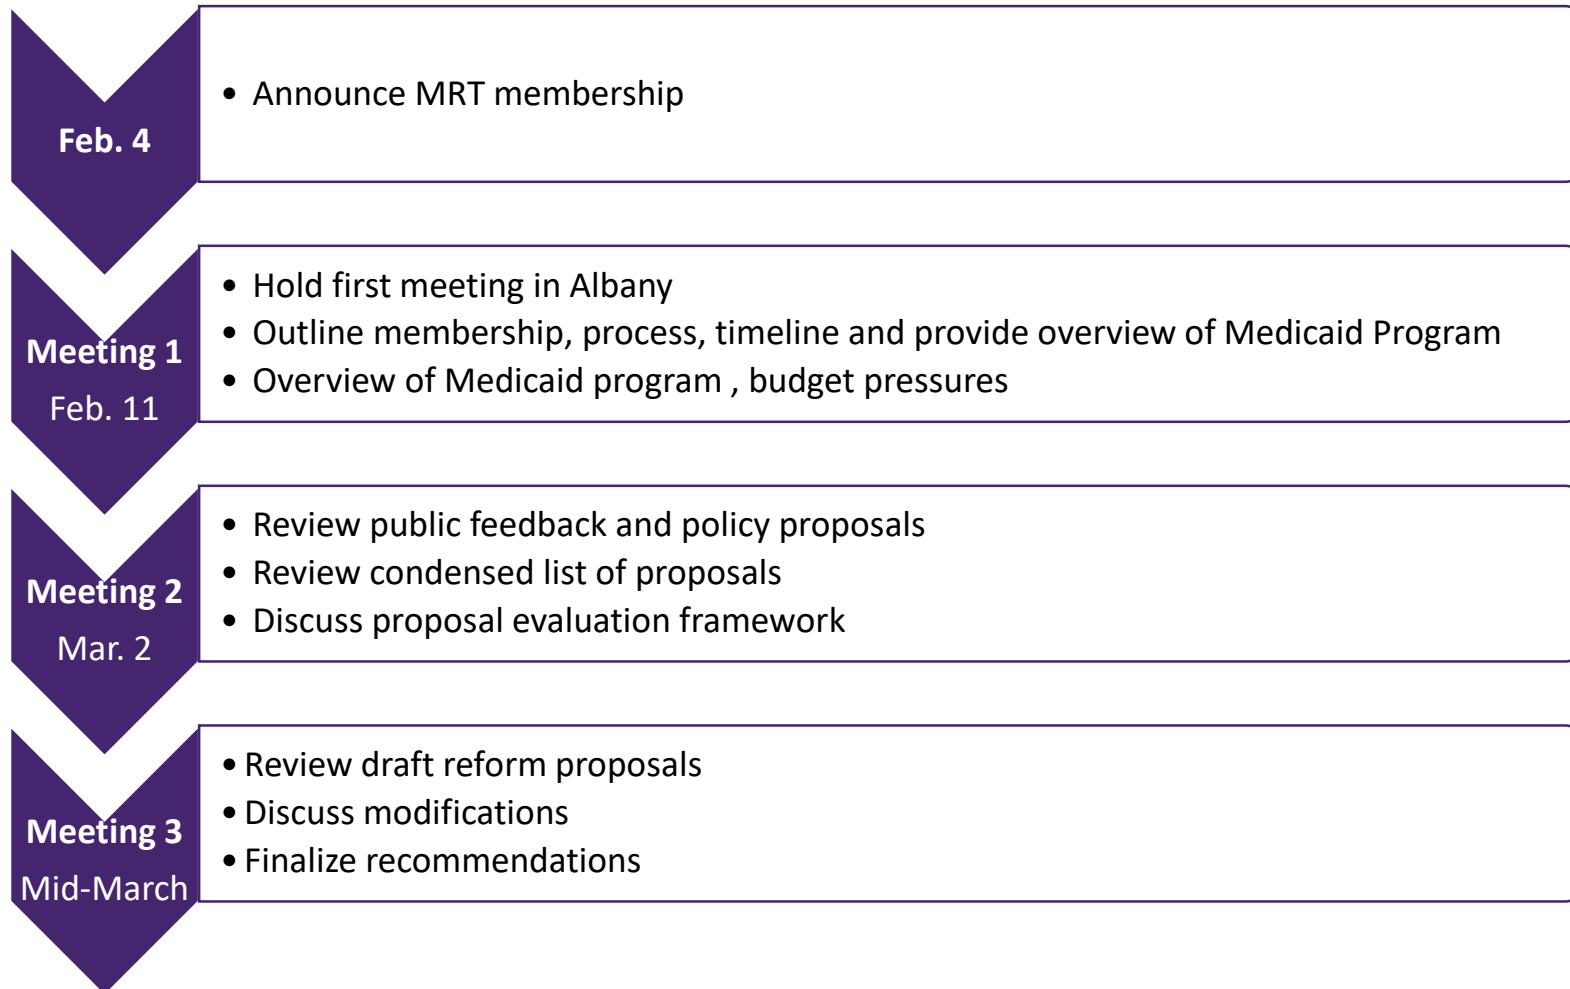 Feb. 4
• Announce MRT membership
Meeting 1
Feb. 11
• Hold first meeting in Albany
• Outline membership, process, timeline and provide overview of Medicaid Program
• Overview of Medicaid program , budget pressures
Meeting 2
Mar. 2
• Review public feedback and policy proposals
• Review condensed list of proposals
• Discuss proposal evaluation framework
Meeting 3
Mid-March
• Review draft reform proposals
• Discuss modifications
• Finalize recommendations